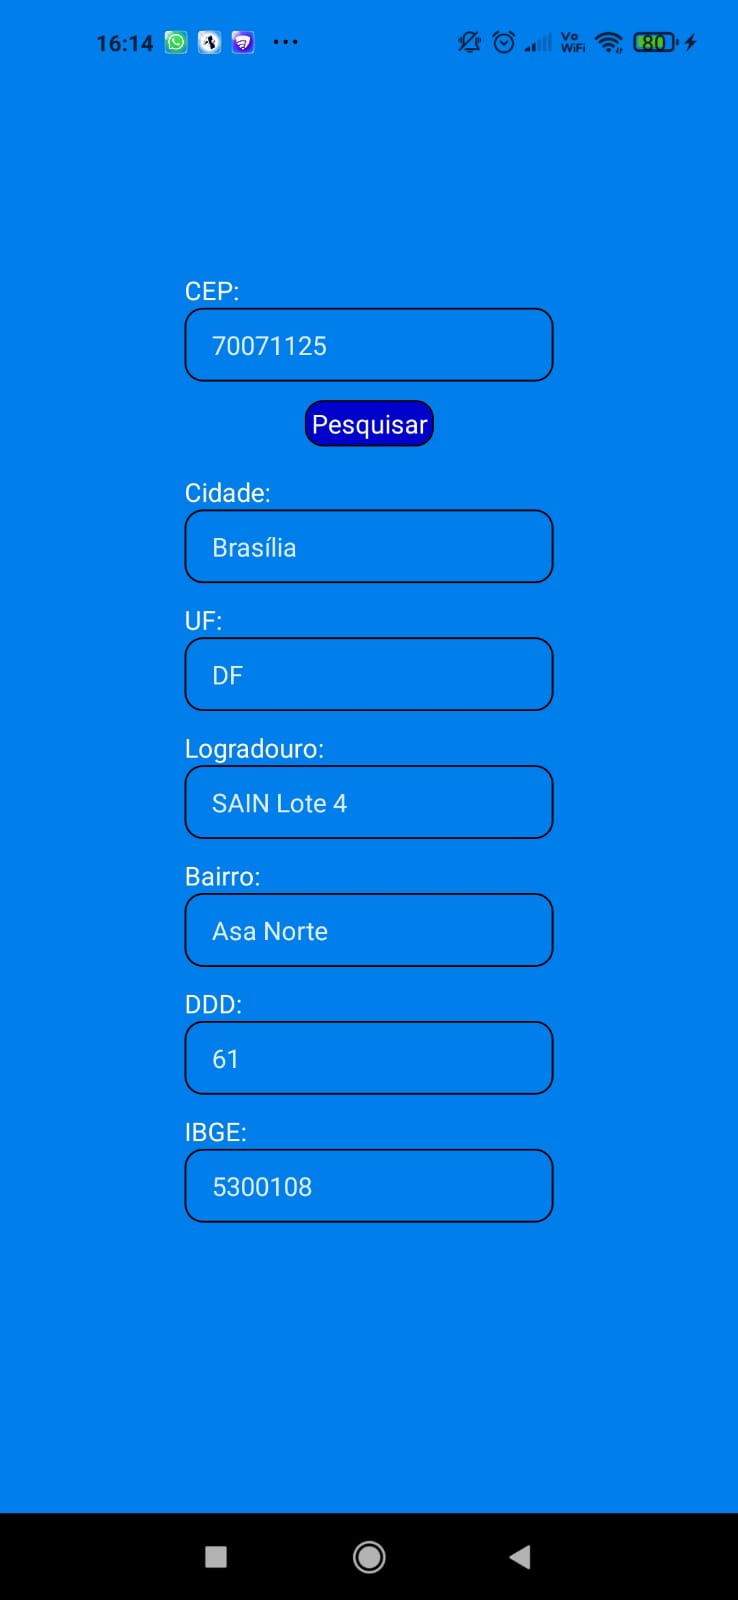 16:14
Vo
WiFi
80
CEP:
70071125
Pesquisar
Cidade:
Brasília
UF:
DF
Logradouro:
SAIN Lote 4
Bairro:
Asa Norte
DDD:
61
IBGE:
5300108